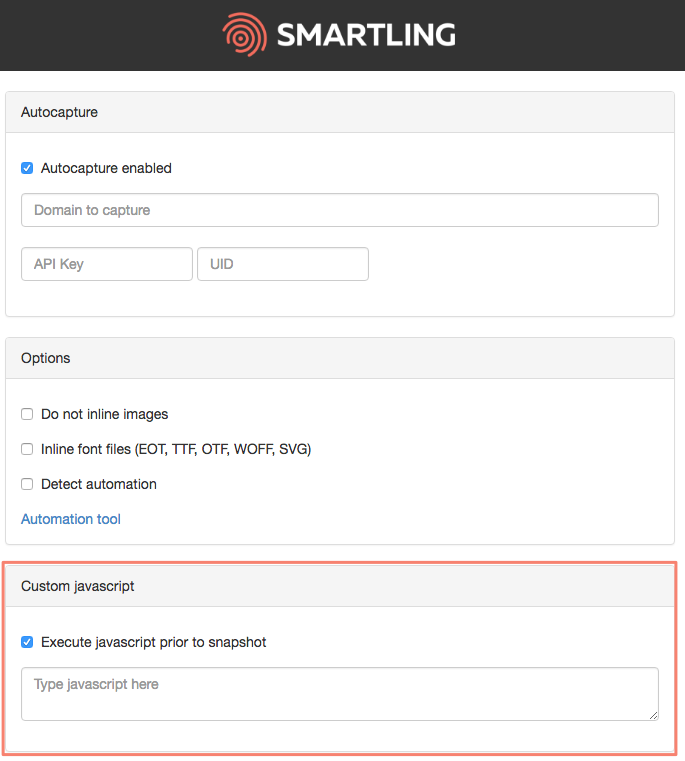 SMARTLING
Autocapture
Autocapture enabled
Domain to capture
API Key UID
Options
Do not inline images
Inline font files (EOT, TTF, OTF, WOFF, SVG)
Detect automation
Automation tool
Custom javascript
Execute javascript prior to snapshot
Type javascript here